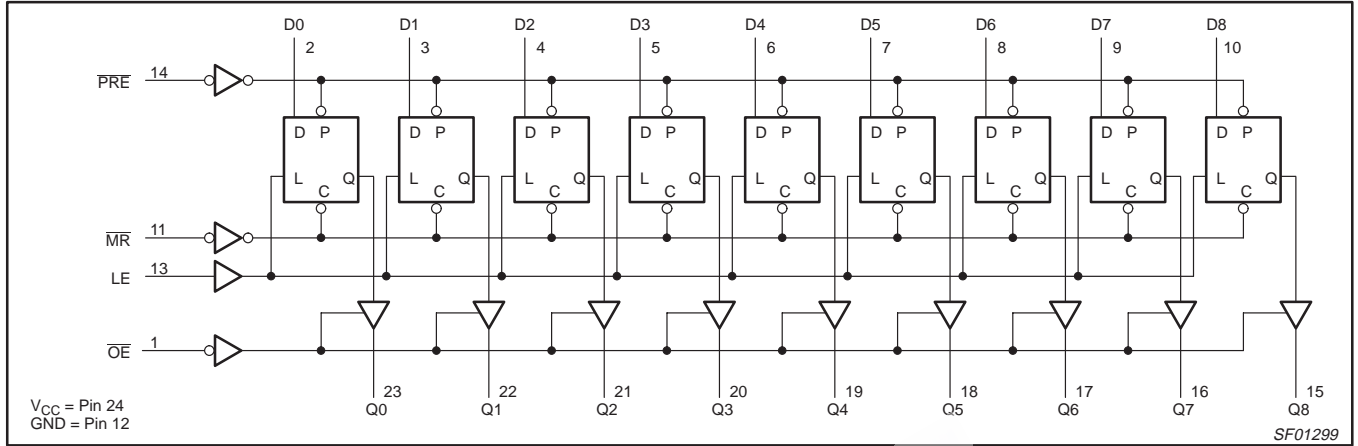 D0 D1 D2 D3 D4 D5 D6 D7 D8
2 3 4 5 6 7 8 9 10
PRE 14
D P D P D P D P D P D P D P D P D P
L Q L Q L Q L Q L Q L Q L Q L Q L Q
C C C C C C C C C
MR 11
LE 13
OE 1
23 22 21 20 19 18 17 16 15
Q0 Q1 Q2 Q3 Q4 Q5 Q6 Q7 Q8
VCC = Pin 24
GND = Pin 12
SF01299